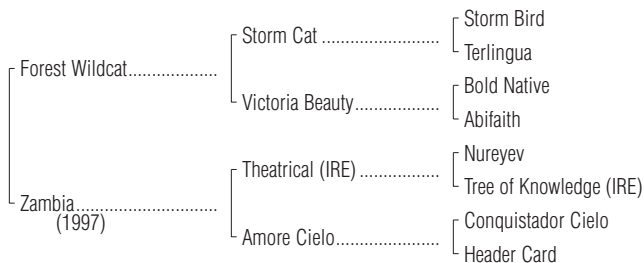 Storm Bird
Storm Cat ........................
Terlingua
Forest Wildcat..................
Bold Native
Victoria Beauty.................
Abifaith
Nureyev
Theatrical (IRE) ................
Tree of Knowledge (IRE)
Zambia.............................
(1997)
Conquistador Cielo
Amore Cielo.....................
Header Card